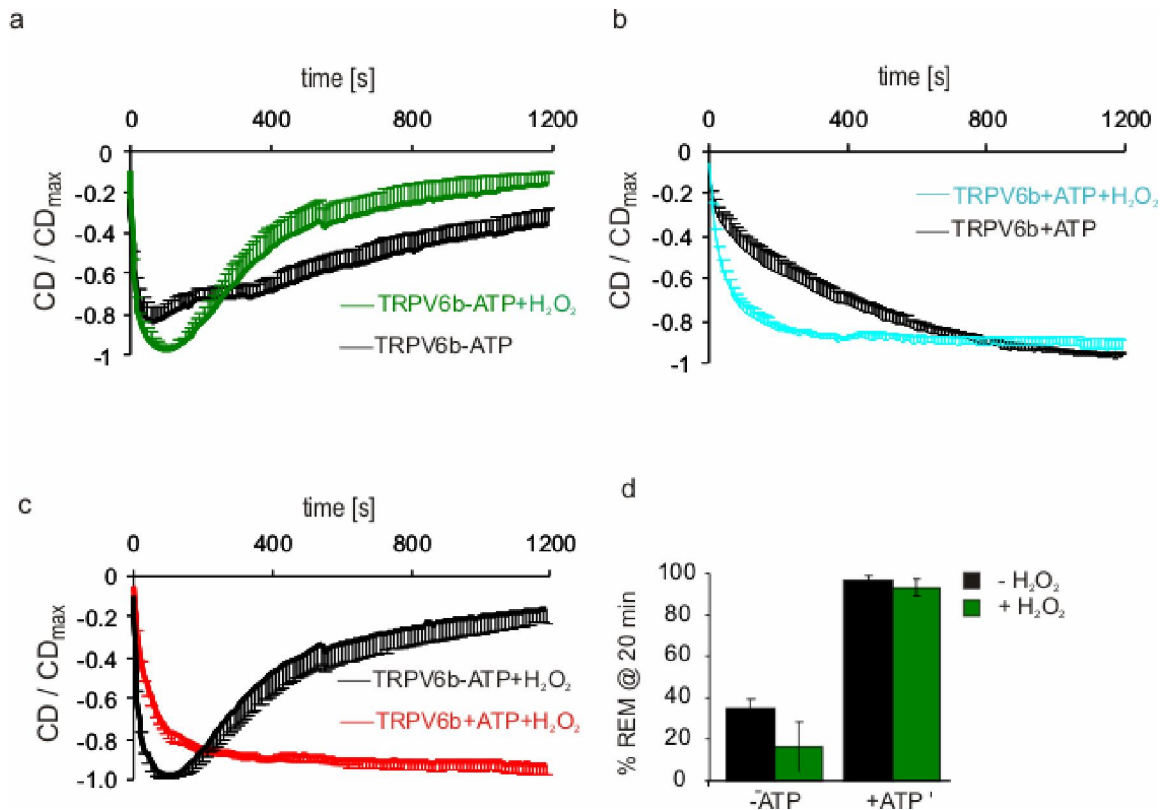 a
time [s]
0 400 800 1200
0
-0.2
-0.4
-0.6
-0.8
-1
CD / CDmax
TRPV6b-ATP+H₂O₂
TRPV6b-ATP
b
time [s]
0 400 800 1200
0
-0.2
-0.4
-0.6
-0.8
-1
CD / CDmax
TRPV6b+ATP+H₂O₂
TRPV6b+ATP
c
time [s]
0 400 800 1200
0
-0.2
-0.4
-0.6
-0.8
-1.0
CD / CDmax
TRPV6b-ATP+H₂O₂
TRPV6b+ATP+H₂O₂
d
100
80
60
40
20
0
% REM @ 20 min
- H₂O₂
+ H₂O₂
-ATP +ATP